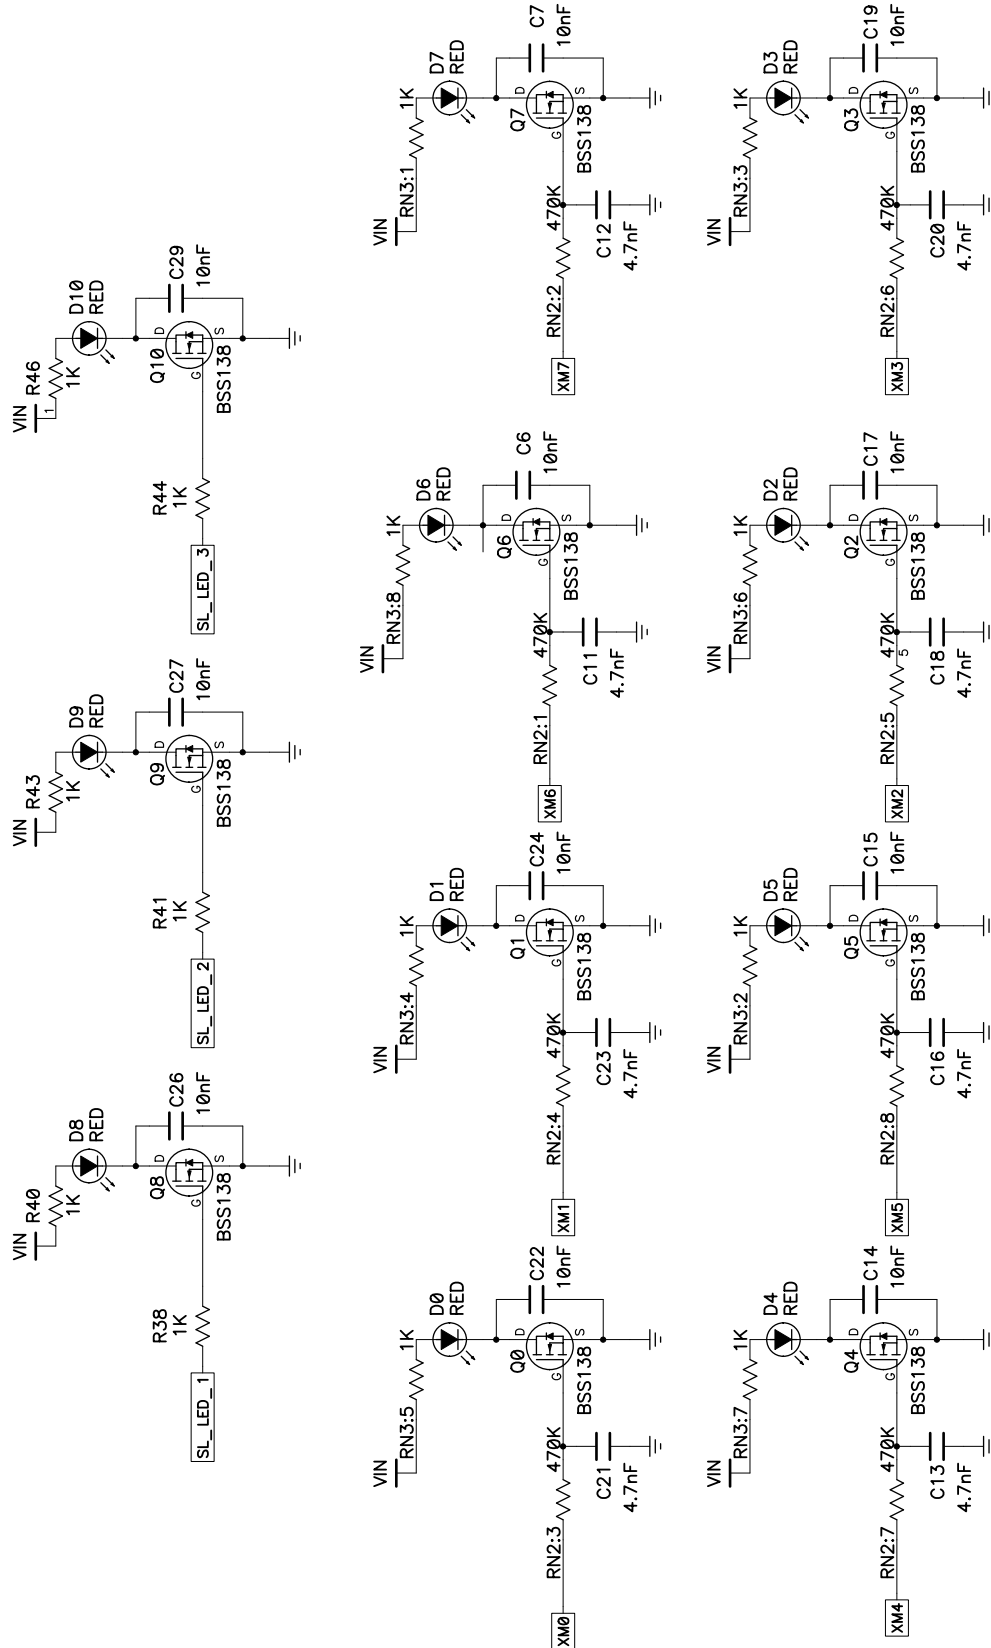 VIN
R40
1K
D8
RED
C26
10nF
D
Q8
S
G
BSS138
R38
1K
SL_LED_1
VIN
R43
1K
D9
RED
C27
10nF
D
Q9
S
G
BSS138
R41
1K
SL_LED_2
VIN
1
R46
1K
D10
RED
C29
10nF
D
Q10
S
G
BSS138
R44
1K
SL_LED_3
VIN
RN3:5
1K
D0
RED
C22
10nF
D
Q0
S
G
BSS138
470K
RN2:3
C21
4.7nF
XM0
VIN
RN3:4
1K
D1
RED
C24
10nF
D
Q1
S
G
BSS138
470K
RN2:4
C23
4.7nF
XM1
VIN
RN3:8
1K
D6
RED
C6
10nF
D
Q6
S
G
BSS138
470K
RN2:1
C11
4.7nF
XM6
VIN
RN3:1
1K
D7
RED
C7
10nF
D
Q7
S
G
BSS138
470K
RN2:2
C12
4.7nF
XM7
VIN
RN3:7
1K
D4
RED
C14
10nF
D
Q4
S
G
BSS138
470K
RN2:7
C13
4.7nF
XM4
VIN
RN3:2
1K
D5
RED
C15
10nF
D
Q5
S
G
BSS138
470K
RN2:8
C16
4.7nF
XM5
VIN
RN3:6
1K
D2
RED
C17
10nF
D
Q2
S
G
BSS138
470K
5
RN2:5
C18
4.7nF
XM2
VIN
RN3:3
1K
D3
RED
C19
10nF
D
Q3
S
G
BSS138
470K
RN2:6
C20
4.7nF
XM3